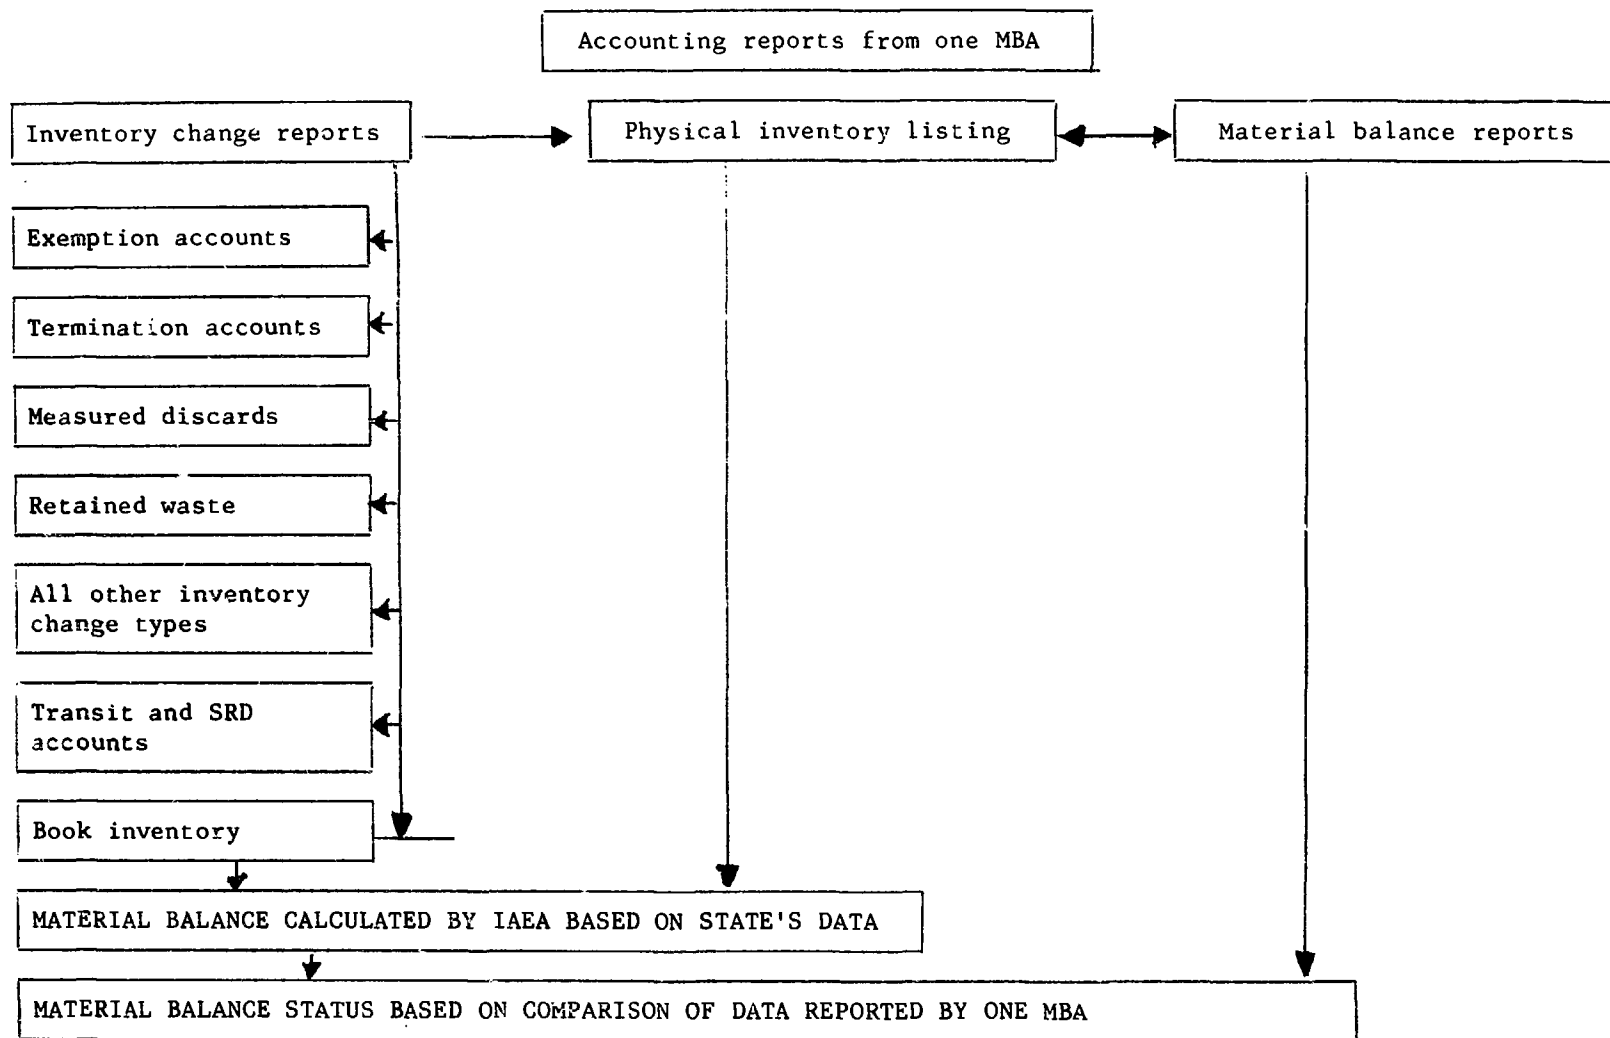 Accounting reports from one MBA
Inventory change reports
Physical inventory listing
Material balance reports
Exemption accounts
Termination accounts
Measured discards
Retained waste
All other inventory
change types
Transit and SRD
accounts
Book inventory
MATERIAL BALANCE CALCULATED BY IAEA BASED ON STATE'S DATA
MATERIAL BALANCE STATUS BASED ON COMPARISON OF DATA REPORTED BY ONE MBA